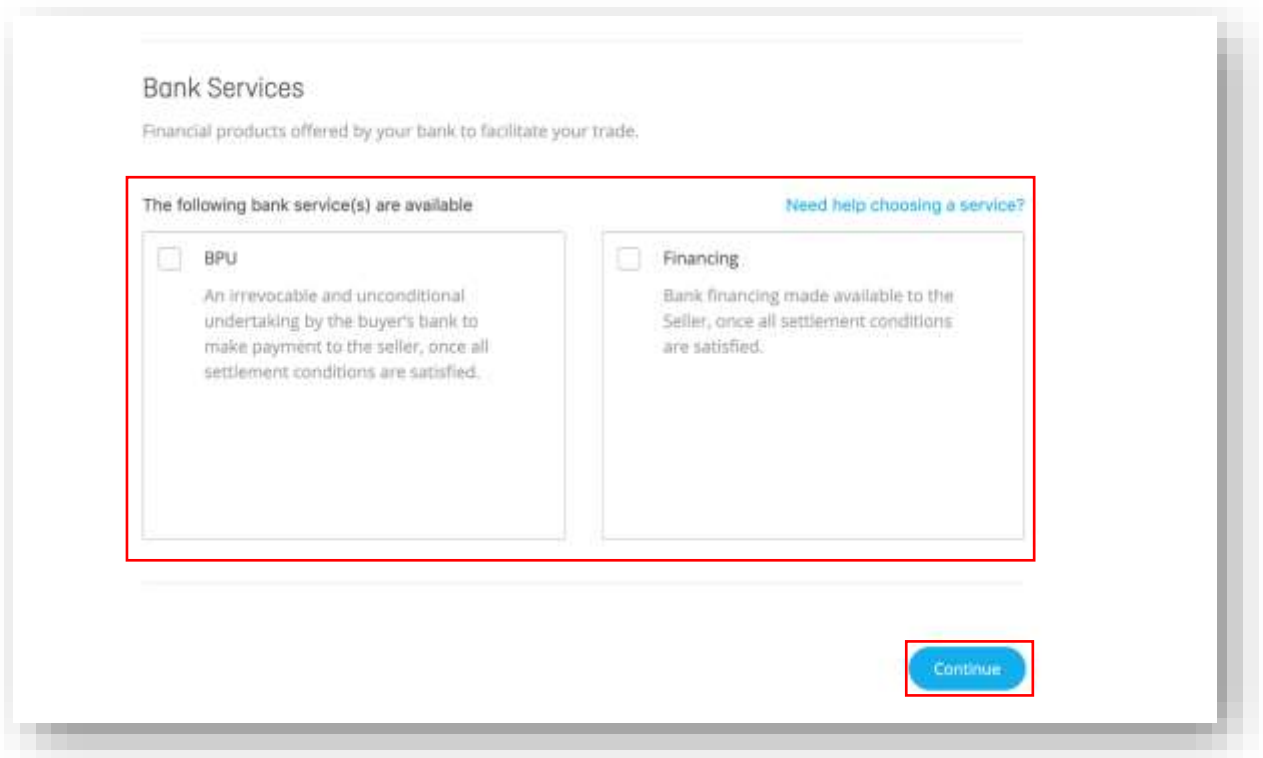 Bank Services
Financial products offered by your bank to facilitate your trade.
The following bank service(s) are available
Need help choosing a service?
BPU
An irrevocable and unconditional
undertaking by the buyer's bank to
make payment to the seller, once all
settlement conditions are satisfied.
Financing
Bank financing made available to the
Seller, once all settlement conditions
are satisfied.
Continue